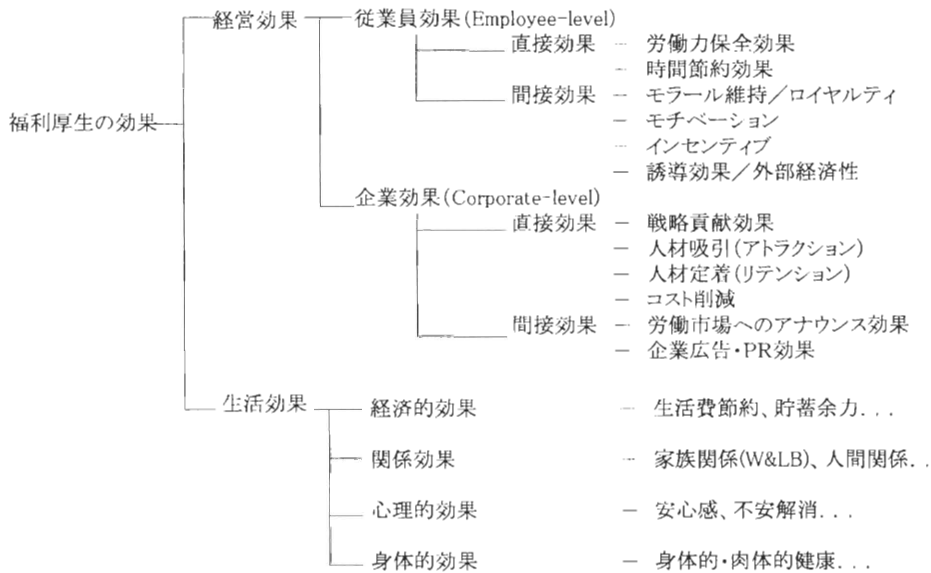 経営効果 従業員効果(Employee-level)
直接効果 － 労働力保全効果
－ 時間節約効果
間接効果 － モラール維持／ロイヤルティ
福利厚生の効果
－ モチベーション
－ インセンティブ
－ 誘導効果／外部経済性
企業効果(Corporate-level)
直接効果 － 戦略貢献効果
－ 人材吸引(アトラクション)
－ 人材定着(リテンション)
－ コスト削減
間接効果 － 労働市場へのアナウンス効果
－ 企業広告・PR効果
生活効果 経済的効果 － 生活費節約、貯蓄余力...
関係効果 － 家族関係(W&LB)、人間関係..
心理的効果 － 安心感、不安解消...
身体的効果 － 身体的・肉体的健康...